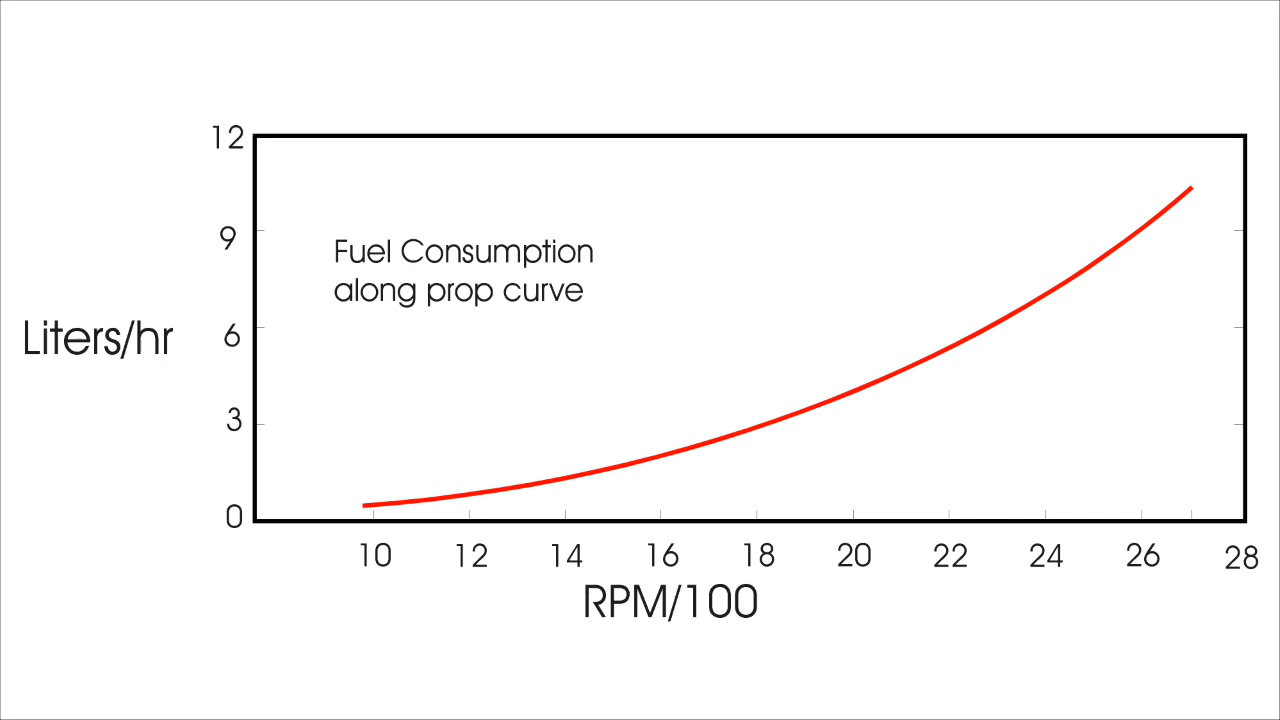 12
9
Fuel Consumption
along prop curve
Liters/hr
6
3
0
10 12 14 16 18 20 22 24 26 28
RPM/100